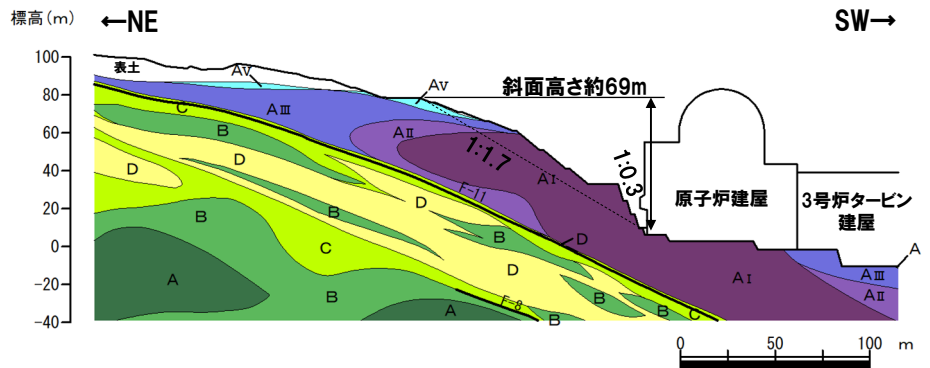 標高(m)
←NE
SW→
100
80
60
40
20
0
-20
-40
表土
AⅤ
AⅤ
斜面高さ約69m
AⅢ
C
B
AⅡ
1:1.7
1:0.3
D
AⅠ
F-11
原子炉建屋
3号炉タービン
建屋
D
B
B
B
D
A
C
D
AⅠ
AⅢ
AⅡ
A
B
F-8
A
B
B
B
C
0
50
100
m